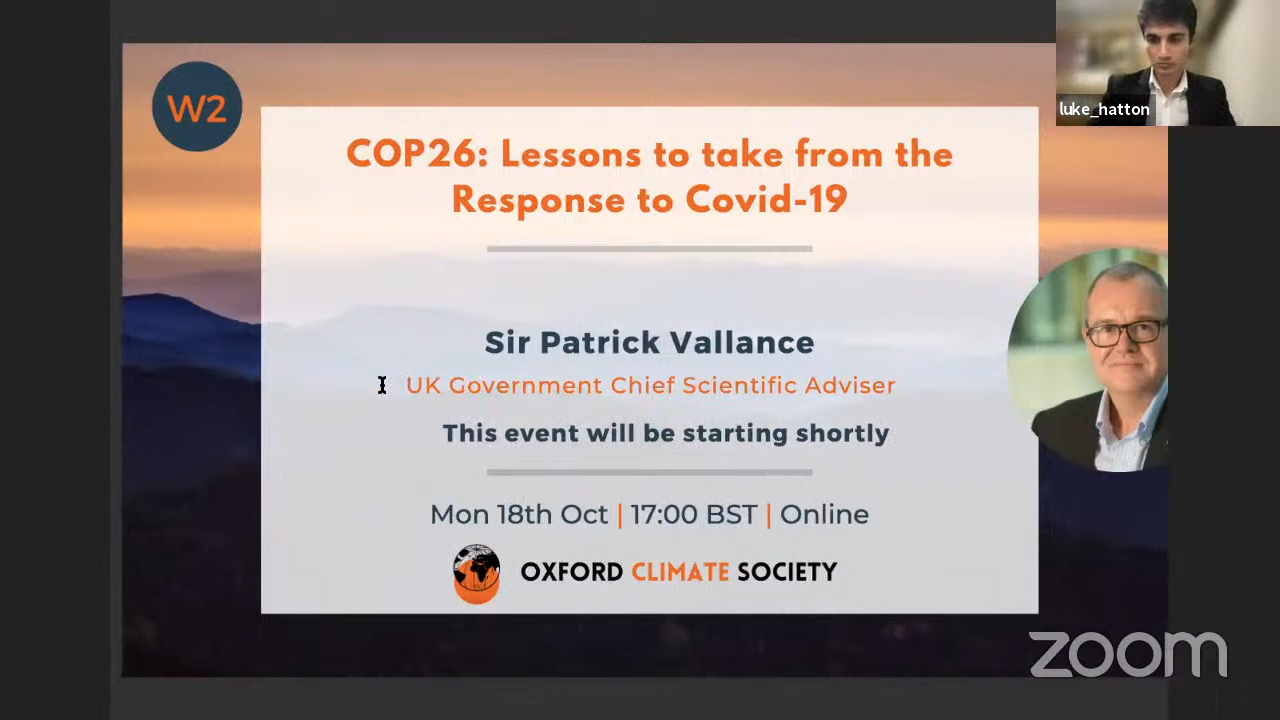 W2
luke_hatton
COP26: Lessons to take from the
Response to Covid-19
Sir Patrick Vallance
UK Government Chief Scientific Adviser
This event will be starting shortly
Mon 18th Oct | 17:00 BST | Online
OXFORD CLIMATE SOCIETY
zoom